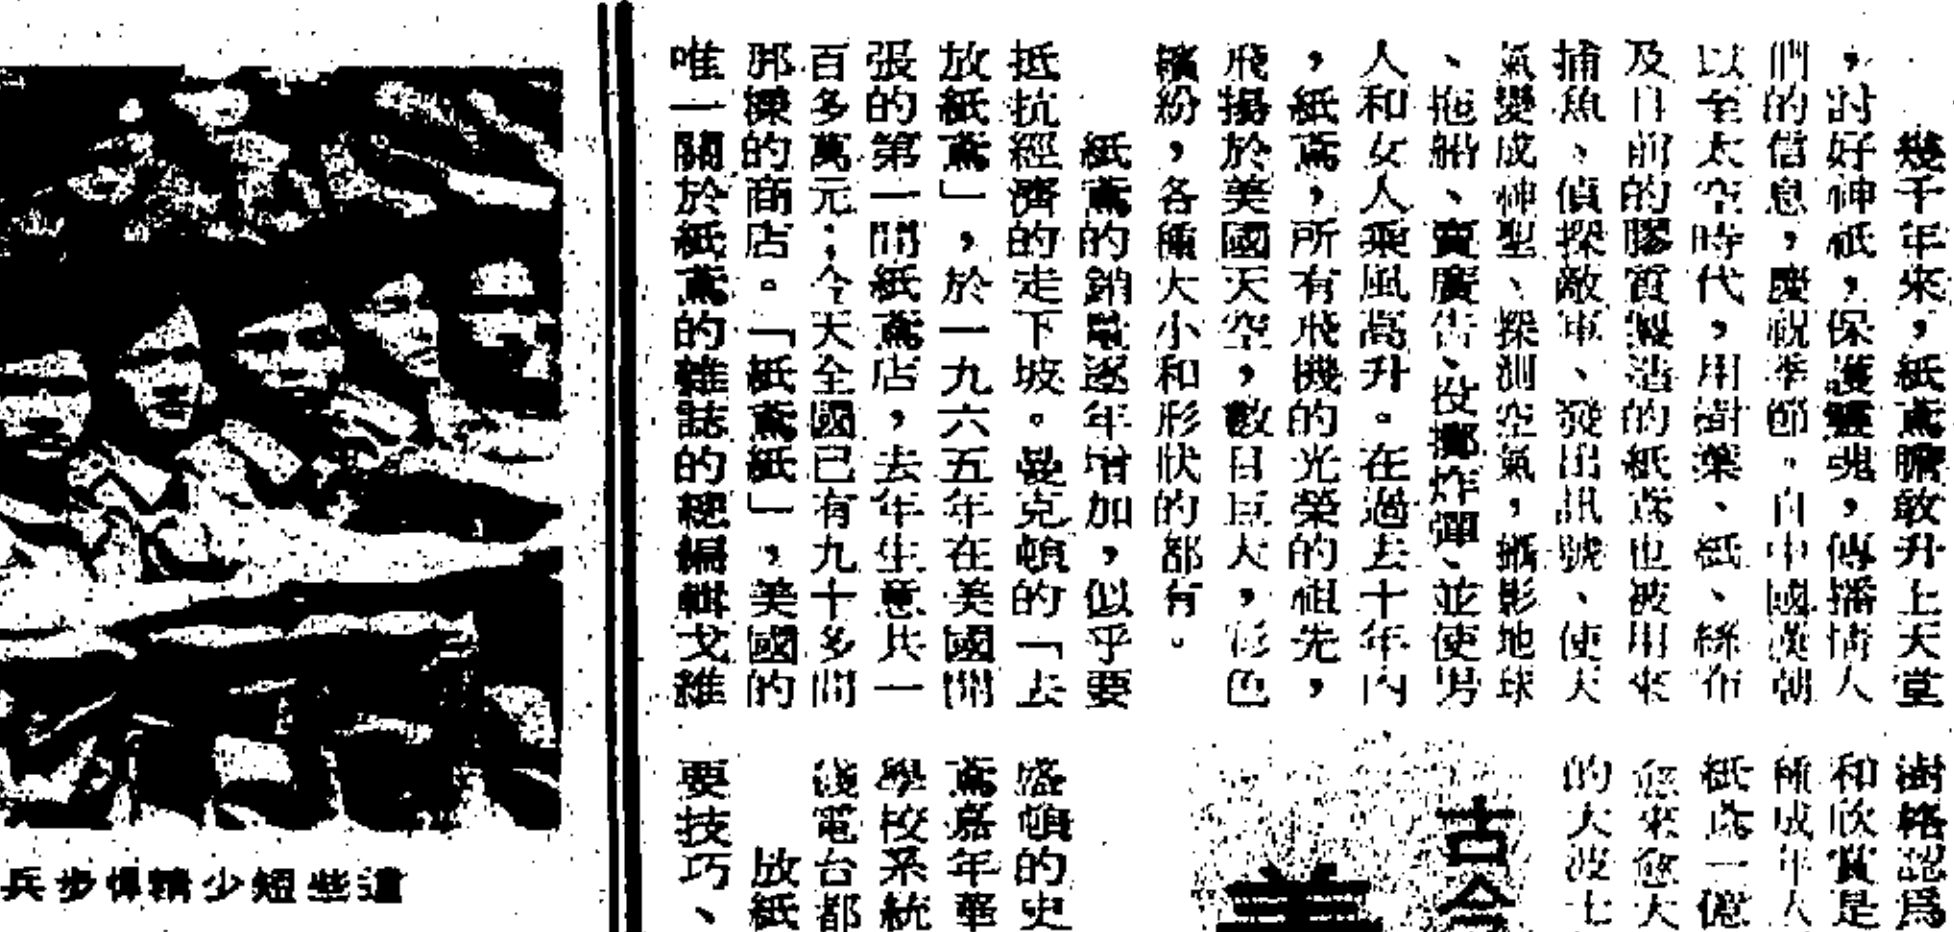 幾千年來，紙鳶膽敢升上天堂
，討好神祇，保護靈魂，傳播情人
們的信息，慶祝季節。自中國漢朝
以至太空時代，用樹葉、紙、絲布
及目前的膠質製造的紙鳶也被用來
捕魚、偵探敵軍、發出訊號、使天
氣變成神聖、探測空氣，攝影地球
、拖船、賣廣告、投擲炸彈、並使男
人和女人乘風高升。在過去十年內
，紙鳶，所有飛機的光榮的祖先，
飛揚於美國天空，數目巨大，彩色
繽紛，各種大小和形狀的都有。
紙鳶的銷量逐年增加，似乎要
抵抗經濟的走下坡。曼克頓的「去
放紙鳶」，於一九六五年在美國開
張的第一間紙鳶店，去年生意共一
百多萬元；今天全國已有九十多間
那樣的商店。「紙鳶紙」，美國的
唯一關於紙鳶的雜誌的總編輯戈維
樹格認爲
和欣賞是
種成年人
紙鳶一億
愈來愈大
的大波士
古今
美
盛頓的史
鳶嘉年華
學校系統
綫電台都
放紙
要技巧、
這些短少精悍步兵